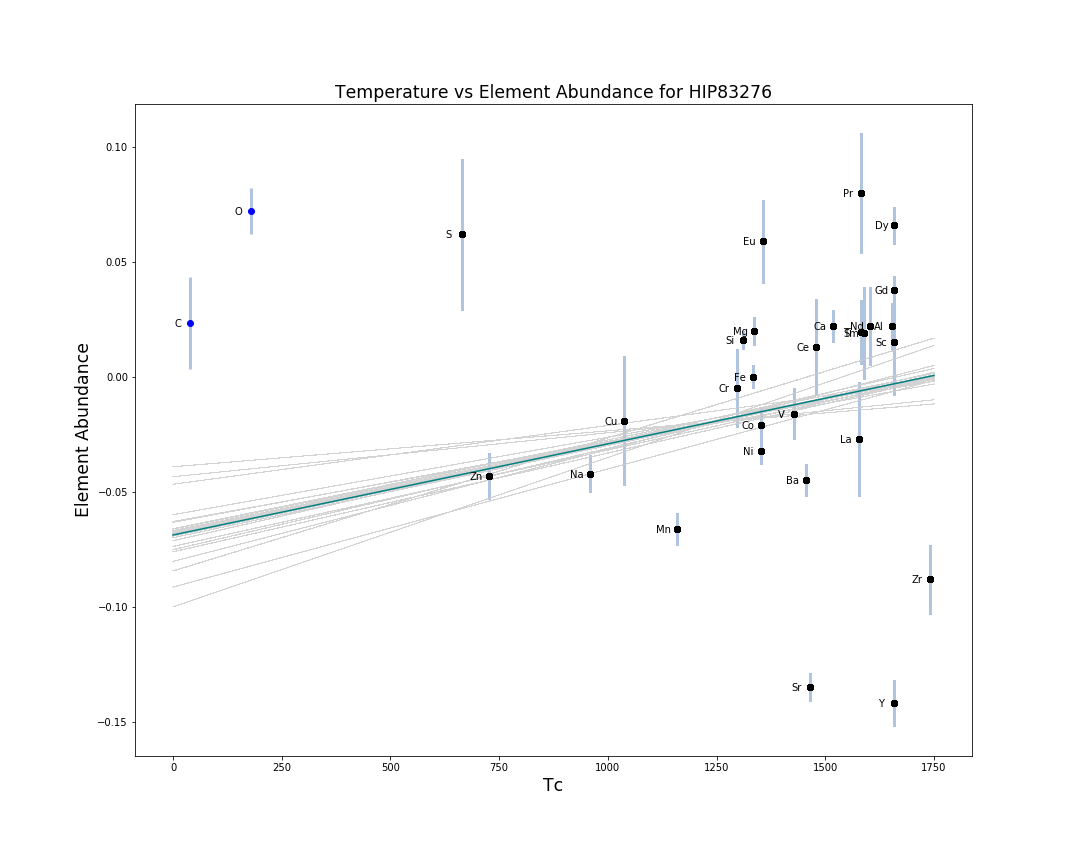 Temperature vs Element Abundance for HIP83276
Element Abundance
0.10
0.05
0.00
−0.05
−0.10
−0.15
O
C
S
Zn
Na
Cu
Mn
Eu
Mg
Si
Fe
Cr
Co
Ni
V
Ba
Sr
Ce
Ca
Pr
Dy
Gd
Nd
Al
Sm
Sc
La
Zr
Y
0
250
500
750
1000
1250
1500
1750
Tc